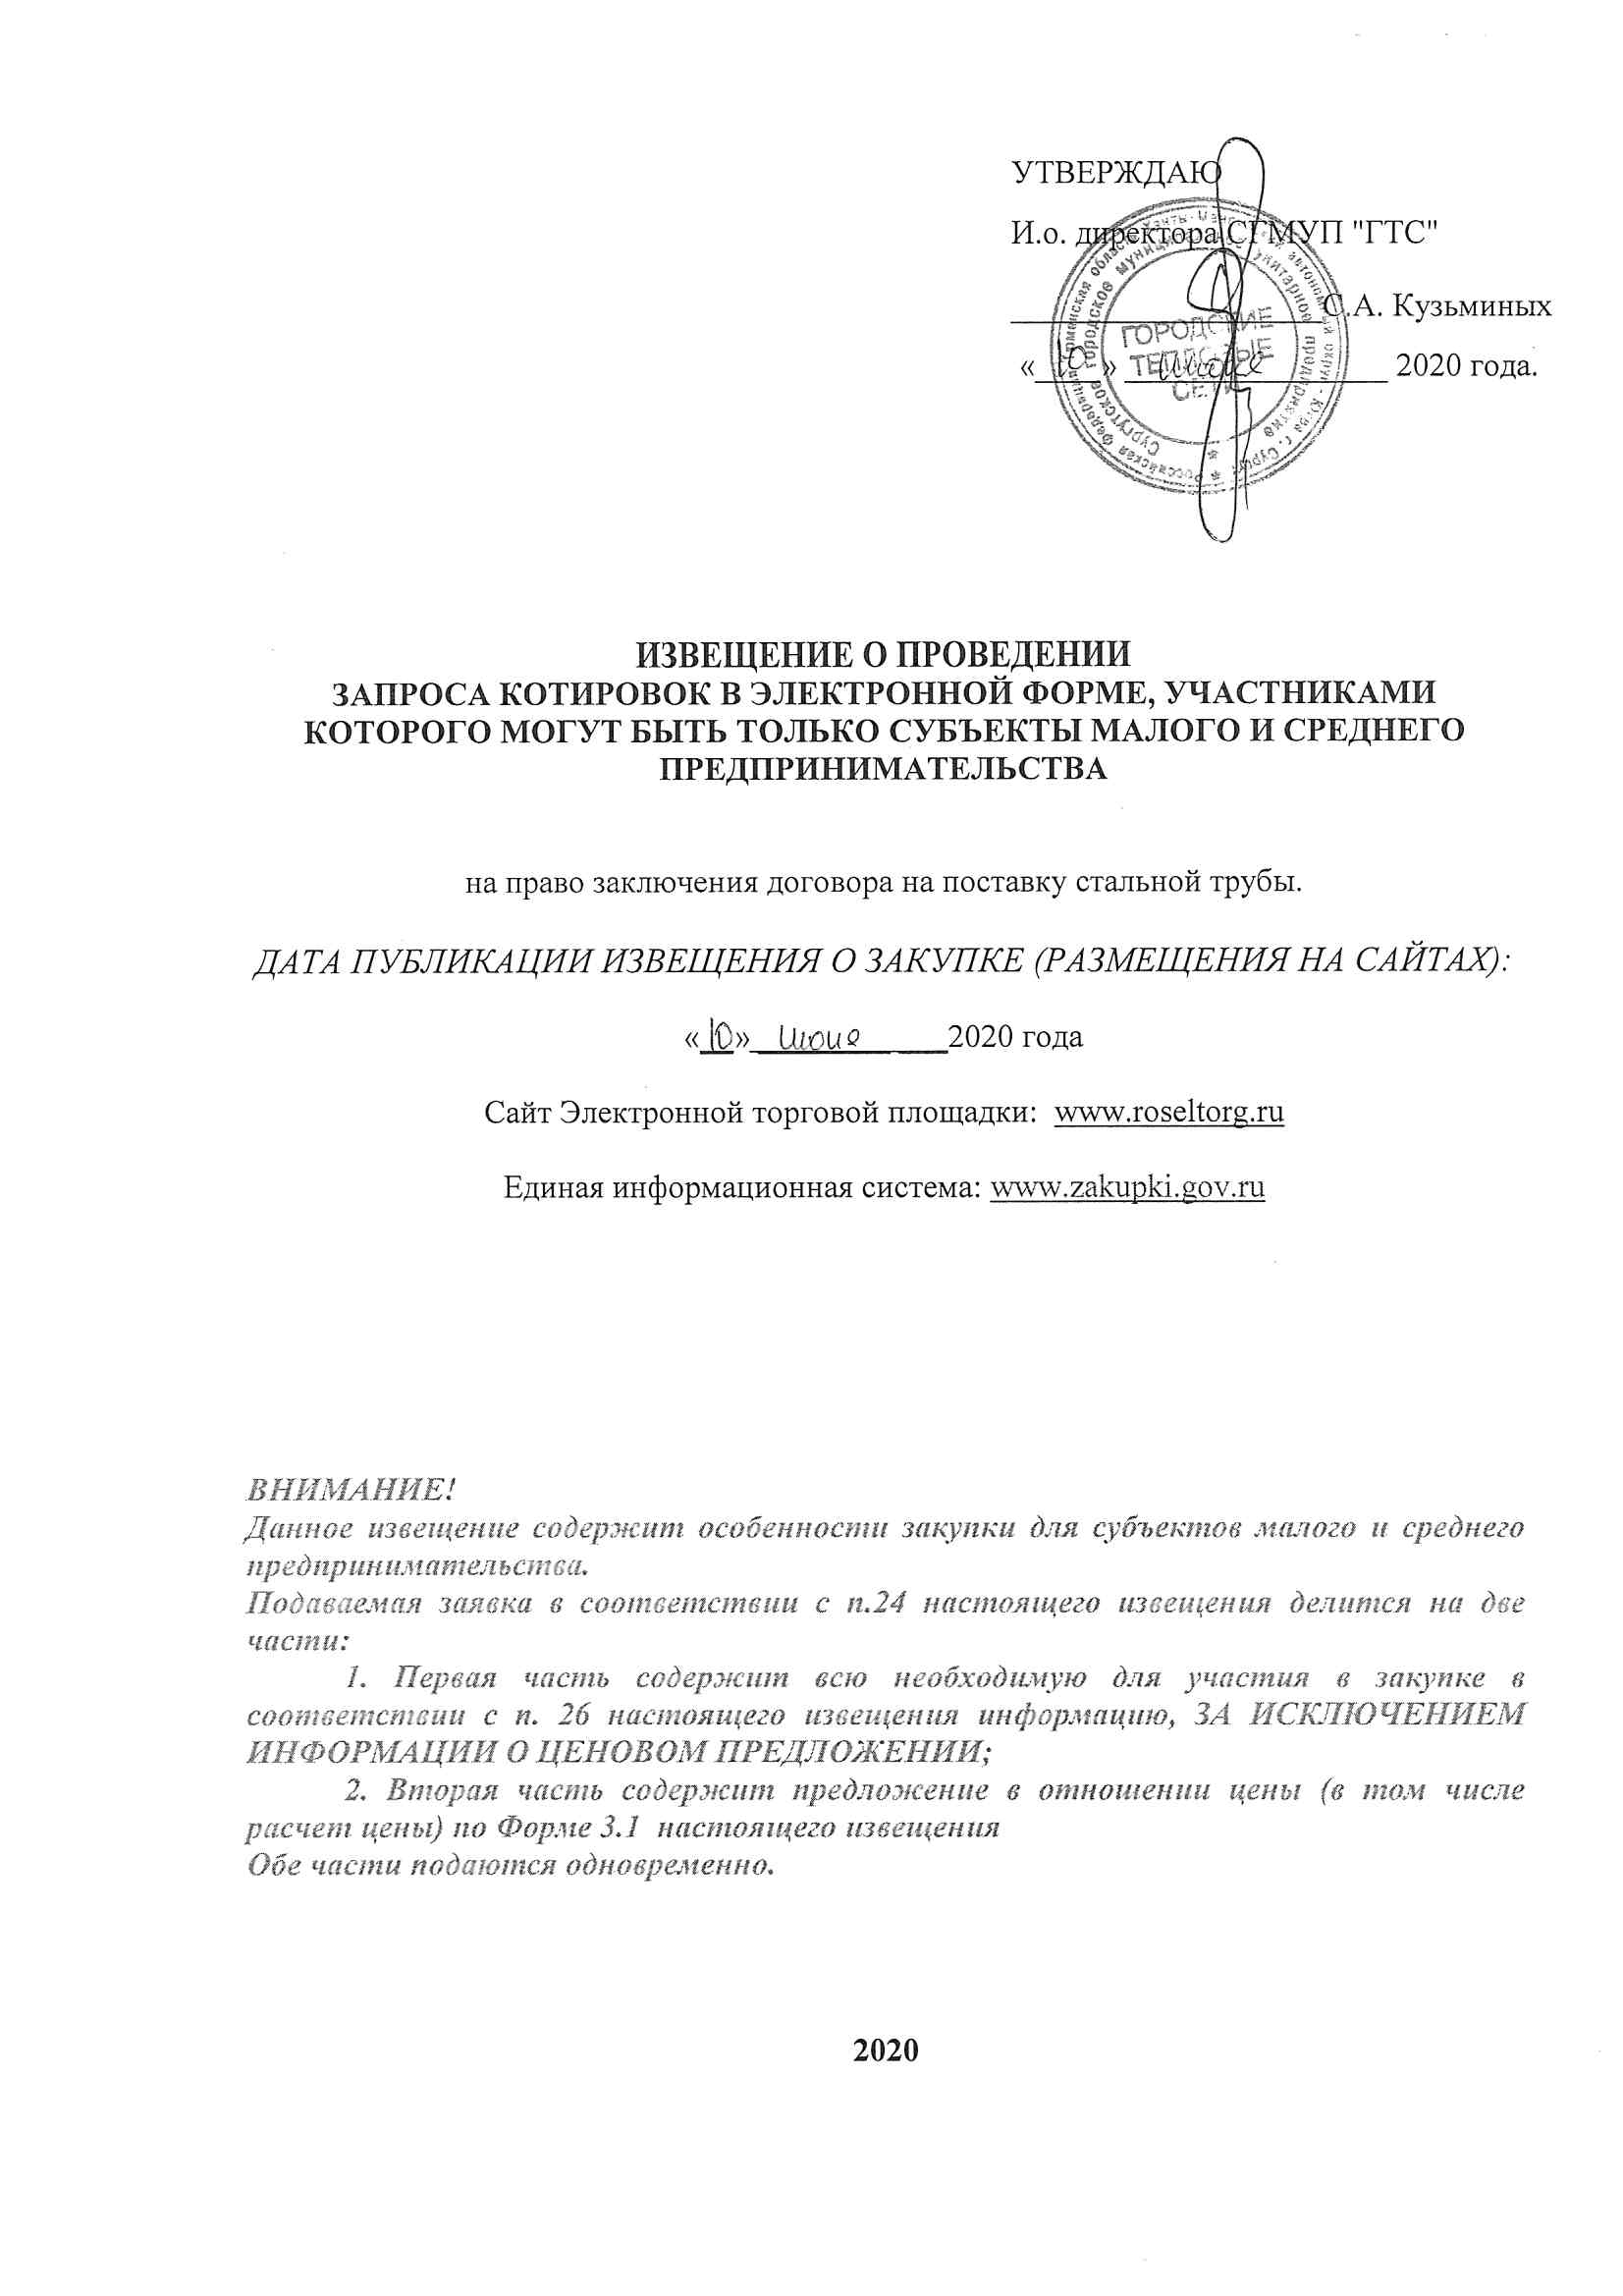 УТВЕРЖДАЮ
И.о. директора СГМУП "ГТС"
С.А. Кузьминых
«10» 2020 года.
ГОРОДСКИЕ
ТЕПЛОВЫЕ
СЕТИ
ИЗВЕЩЕНИЕ О ПРОВЕДЕНИИ
ЗАПРОСА КОТИРОВОК В ЭЛЕКТРОННОЙ ФОРМЕ, УЧАСТНИКАМИ
КОТОРОГО МОГУТ БЫТЬ ТОЛЬКО СУБЪЕКТЫ МАЛОГО И СРЕДНЕГО
ПРЕДПРИНИМАТЕЛЬСТВА
на право заключения договора на поставку стальной трубы.
ДАТА ПУБЛИКАЦИИ ИЗВЕЩЕНИЯ О ЗАКУПКЕ (РАЗМЕЩЕНИЯ НА САЙТАХ):
«10» 2020 года
Сайт Электронной торговой площадки: www.roseltorg.ru
Единая информационная система: www.zakupki.gov.ru
ВНИМАНИЕ!
Данное извещение содержит особенности закупки для субъектов малого и среднего
предпринимательства.
Подаваемая заявка в соответствии с п.24 настоящего извещения делится на две
части:
1. Первая часть содержит всю необходимую для участия в закупке в
соответствии с п. 26 настоящего извещения информацию, ЗА ИСКЛЮЧЕНИЕМ
ИНФОРМАЦИИ О ЦЕНОВОМ ПРЕДЛОЖЕНИИ;
2. Вторая часть содержит предложение в отношении цены (в том числе
расчет цены) по Форме 3.1 настоящего извещения
Обе части подаются одновременно.
2020